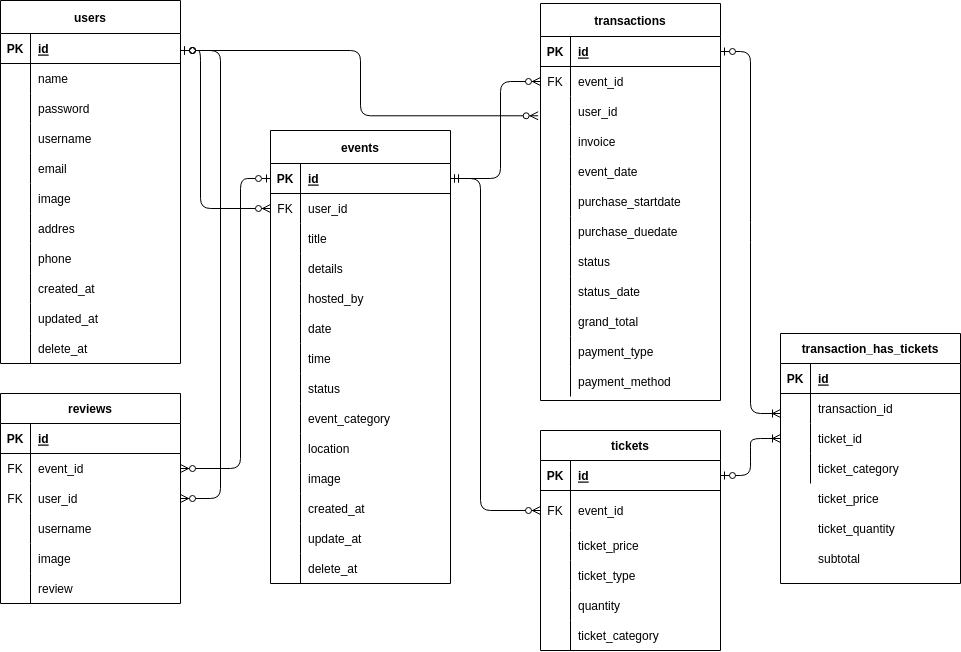 users
PK id
name
password
username
email
image
addres
phone
created_at
updated_at
delete_at
reviews
PK id
FK event_id
FK user_id
username
image
review
events
PK id
FK user_id
title
details
hosted_by
date
time
status
event_category
location
image
created_at
update_at
delete_at
transactions
PK id
FK event_id
user_id
invoice
event_date
purchase_startdate
purchase_duedate
status
status_date
grand_total
payment_type
payment_method
tickets
PK id
FK event_id
ticket_price
ticket_type
quantity
ticket_category
transaction_has_tickets
PK id
transaction_id
ticket_id
ticket_category
ticket_price
ticket_quantity
subtotal